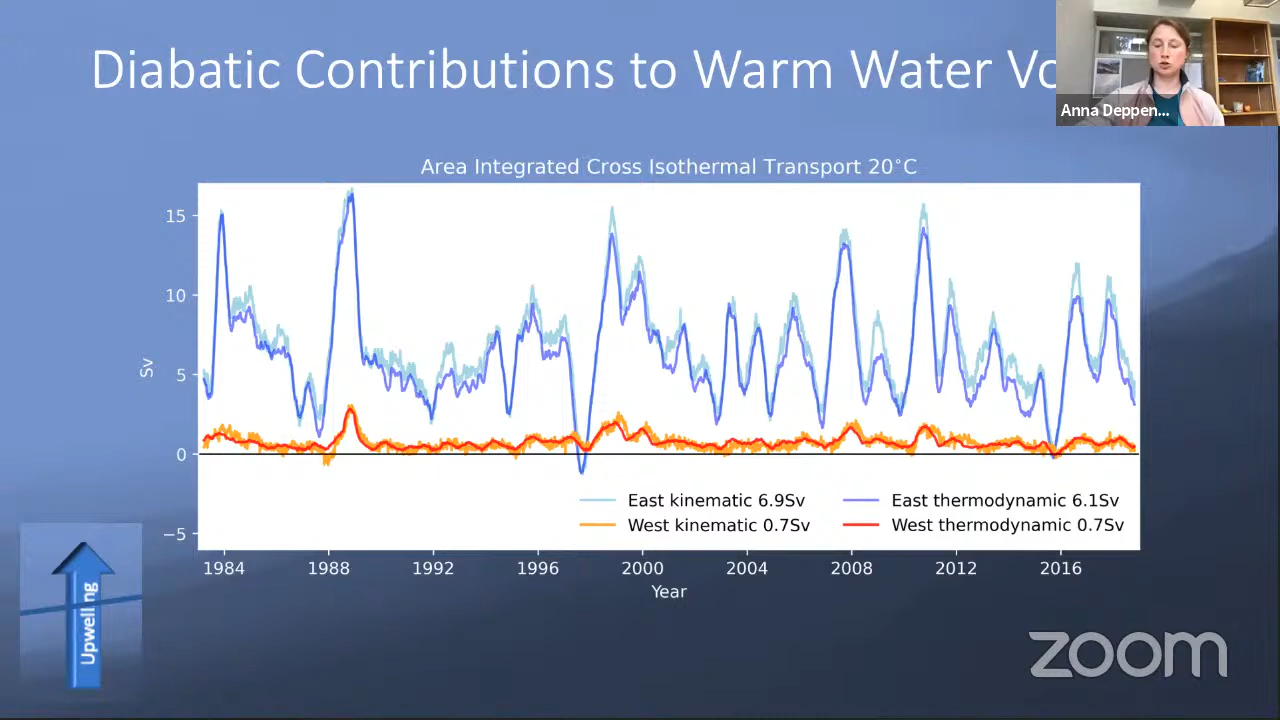 Diabatic Contributions to Warm Water Vo
Anna Deppen...
Area Integrated Cross Isothermal Transport 20°C
Sv
15
10
5
0
−5
East kinematic 6.9Sv
East thermodynamic 6.1Sv
West kinematic 0.7Sv
West thermodynamic 0.7Sv
1984 1988 1992 1996 2000 2004 2008 2012 2016
Year
Upwelling
zoom